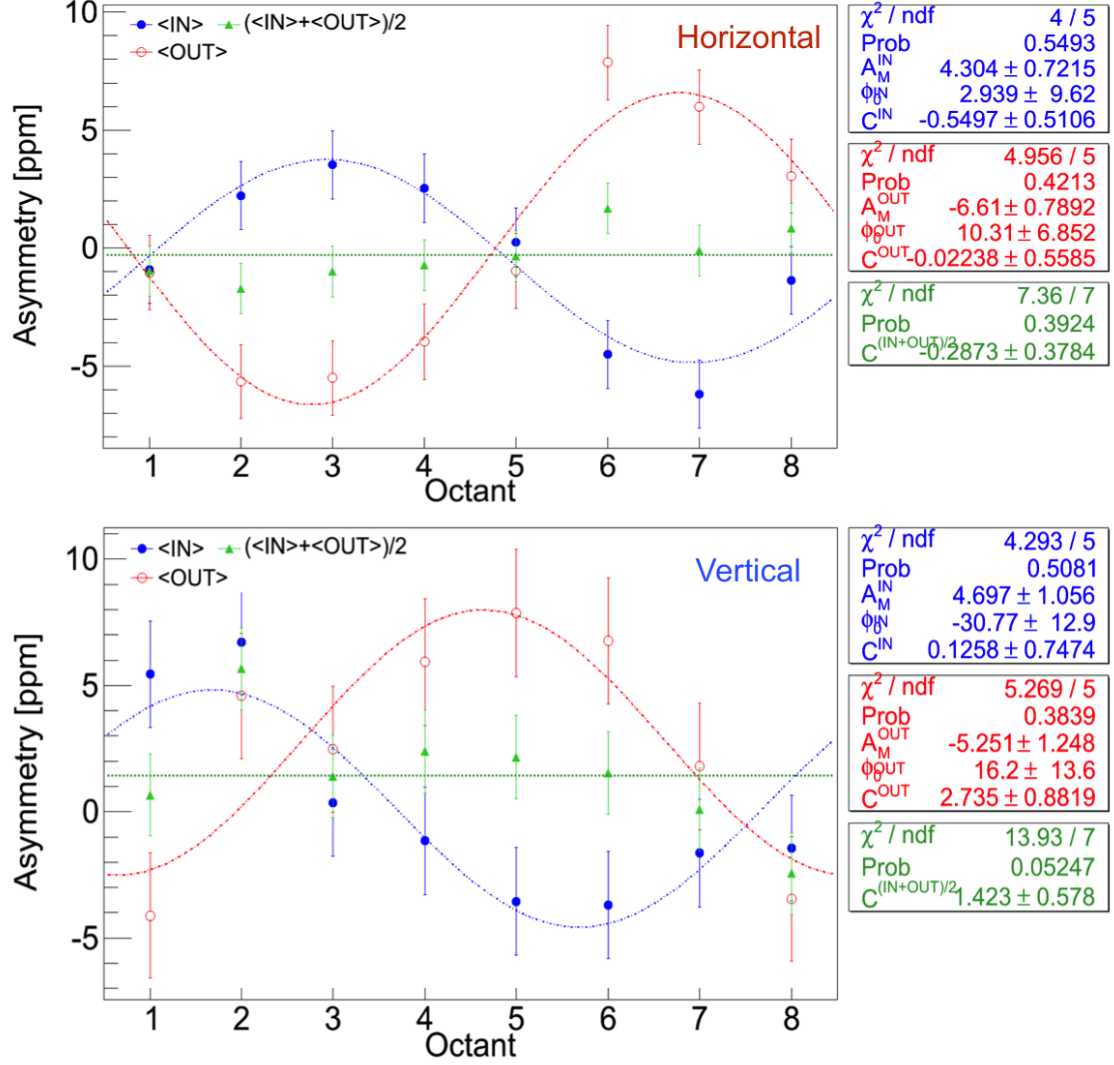 <IN> (<IN>+<OUT>)/2
<OUT>
Horizontal
Asymmetry [ppm]
10
5
0
-5
1 2 3 4 5 6 7 8
Octant
χ² / ndf 4 / 5
Prob 0.5493
A_M^IN 4.304 ± 0.7215
ϕ_0^IN 2.939 ± 9.62
C^IN -0.5497 ± 0.5106
χ² / ndf 4.956 / 5
Prob 0.4213
A_M^OUT -6.61 ± 0.7892
ϕ_0^OUT 10.31 ± 6.852
C^OUT -0.02238 ± 0.5585
χ² / ndf 7.36 / 7
Prob 0.3924
C^(IN+OUT)/2 -0.2873 ± 0.3784
<IN> (<IN>+<OUT>)/2
<OUT>
Vertical
Asymmetry [ppm]
10
5
0
-5
1 2 3 4 5 6 7 8
Octant
χ² / ndf 4.293 / 5
Prob 0.5081
A_M^IN 4.697 ± 1.056
ϕ_0^IN -30.77 ± 12.9
C^IN 0.1258 ± 0.7474
χ² / ndf 5.269 / 5
Prob 0.3839
A_M^OUT -5.251 ± 1.248
ϕ_0^OUT 16.2 ± 13.6
C^OUT 2.735 ± 0.8819
χ² / ndf 13.93 / 7
Prob 0.05247
C^(IN+OUT)/2 1.423 ± 0.578